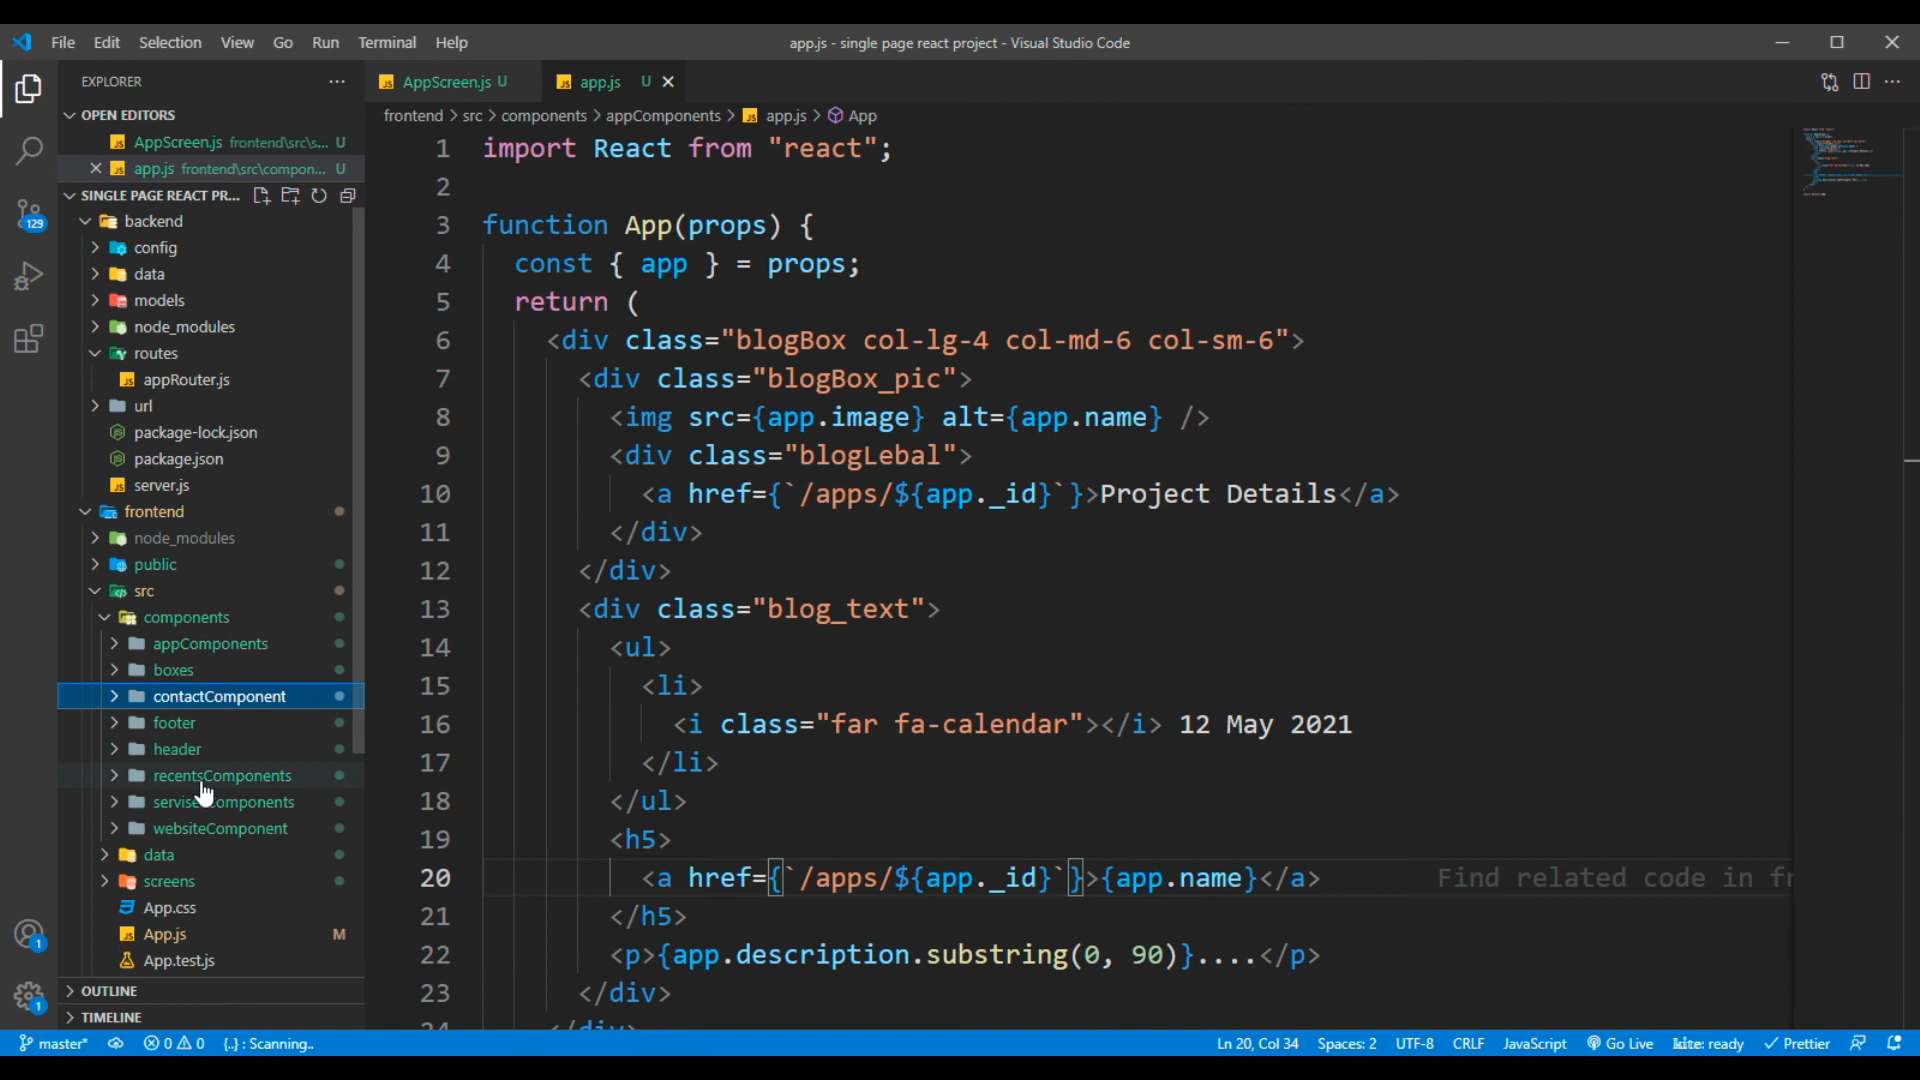 File Edit Selection View Go Run Terminal Help
app.js - single page react project - Visual Studio Code
EXPLORER
AppScreen.js U
app.js U
OPEN EDITORS
AppScreen.js frontend\src\s... U
app.js frontend\src\compon... U
frontend > src > components > appComponents > app.js > App
SINGLE PAGE REACT PR...
backend
config
data
models
node_modules
routes
appRouter.js
url
package-lock.json
package.json
server.js
frontend
node_modules
public
src
components
appComponents
boxes
contactComponent
footer
header
recentsComponents
websiteComponent
data
screens
App.css
App.js M
App.test.js
OUTLINE
TIMELINE
129
1
1
1 import React from "react";
2
3 function App(props) {
4 const { app } = props;
5 return (
6 <div class="blogBox col-lg-4 col-md-6 col-sm-6">
7 <div class="blogBox_pic">
8 <img src={app.image} alt={app.name} />
9 <div class="blogLebal">
10 <a href={`/apps/${app._id}`}>Project Details</a>
11 </div>
12 </div>
13 <div class="blog_text">
14 <ul>
15 <li>
16 <i class="far fa-calendar"></i> 12 May 2021
17 </li>
18 </ul>
19 <h5>
20 <a href={`/apps/${app._id}`}>{app.name}</a> Find related code in fr
21 </h5>
22 <p>{app.description.substring(0, 90)}....</p>
23 </div>
24 </div>
master* 0 0 {..} : Scanning..
Ln 20, Col 34 Spaces: 2 UTF-8 CRLF JavaScript Go Live kite: ready Prettier